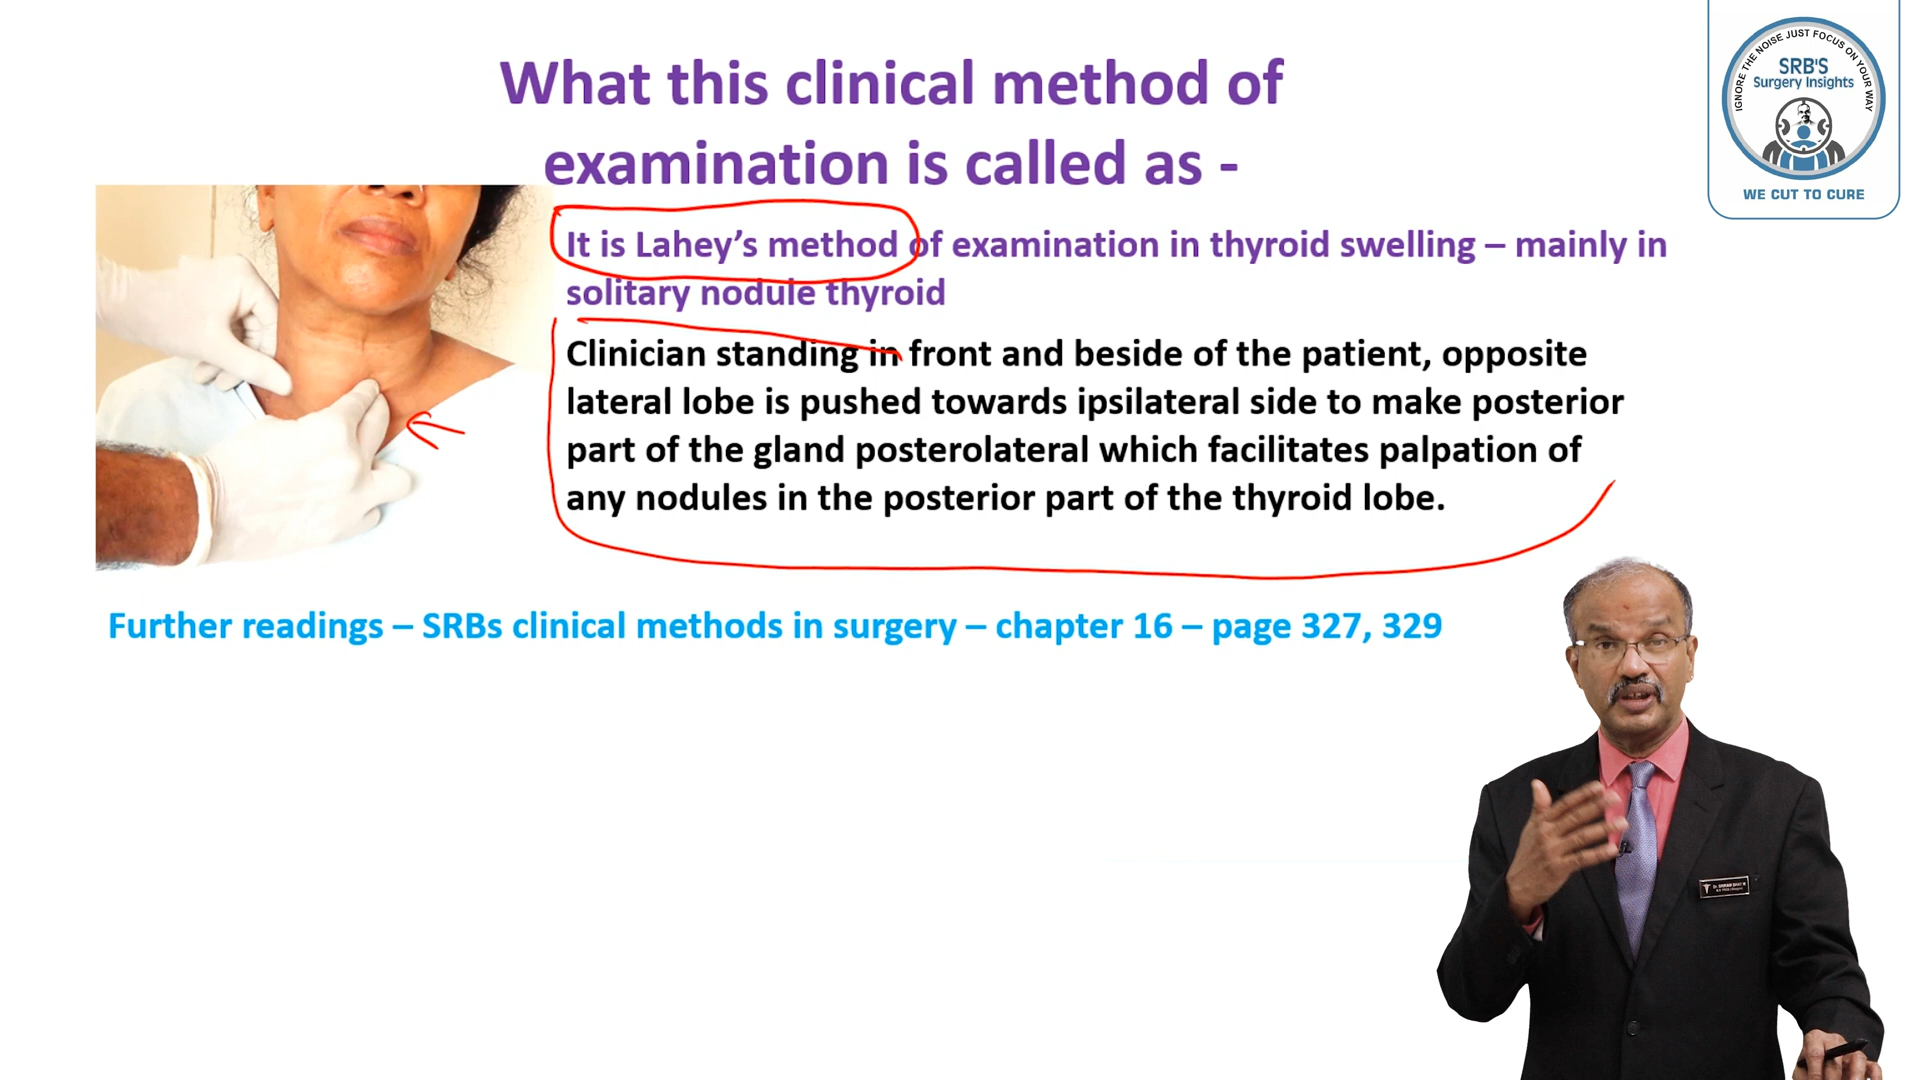 What this clinical method of
examination is called as -
IGNORE THE NOISE JUST FOCUS ON YOUR WAY
SRB'S
Surgery Insights
WE CUT TO CURE
It is Lahey’s method of examination in thyroid swelling – mainly in
solitary nodule thyroid
Clinician standing in front and beside of the patient, opposite
lateral lobe is pushed towards ipsilateral side to make posterior
part of the gland posterolateral which facilitates palpation of
any nodules in the posterior part of the thyroid lobe.
Further readings – SRBs clinical methods in surgery – chapter 16 – page 327, 329